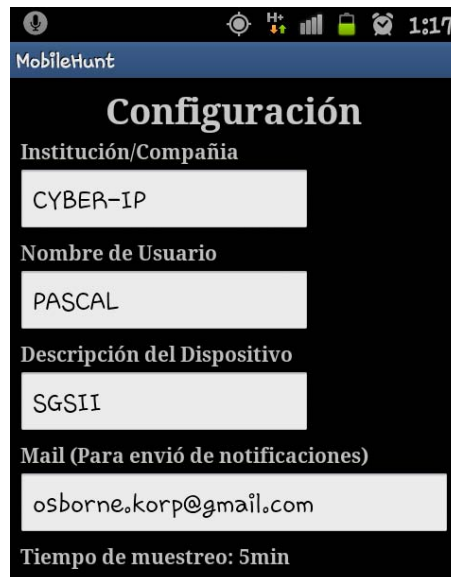 H+ 1:17
MobileHunt
Configuración
Institución/Compañia
CYBER-IP
Nombre de Usuario
PASCAL
Descripción del Dispositivo
SGSII
Mail (Para envió de notificaciones)
osborne.korp@gmail.com
Tiempo de muestreo: 5min